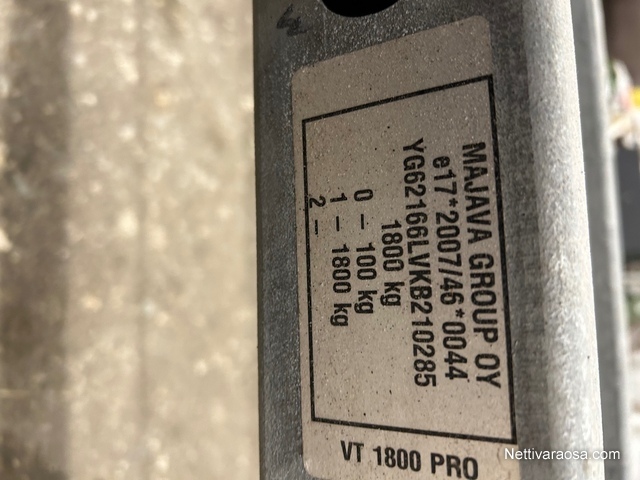 MAJAVA GROUP OY
e17*2007/46*0044
YG62166LVKB210285
1800 kg
0 – 100 kg
1 – 1800 kg
2 –
VT 1800 PRO
Nettivaraosa.com